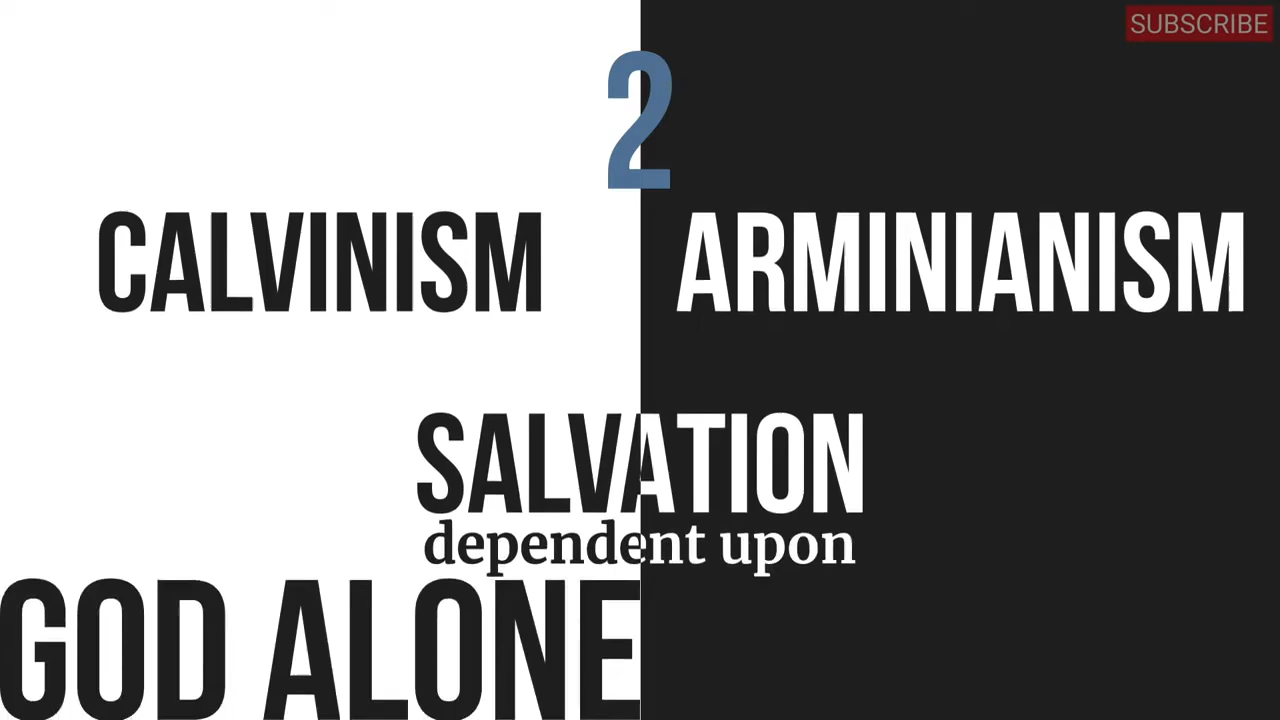 SUBSCRIBE
2
CALVINISM ARMINIANISM
SALVATION
dependent upon
GOD ALONE